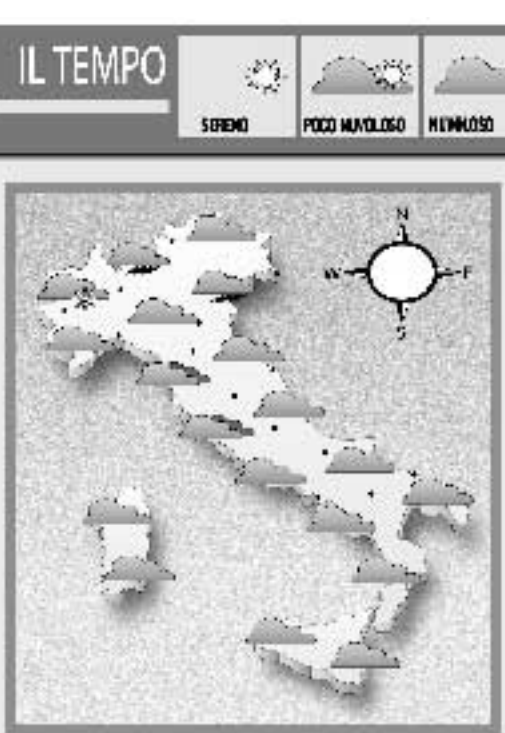 IL TEMPO
SERENO
POCO NUVOLOSO
NUVOLOSO
N
W E
S